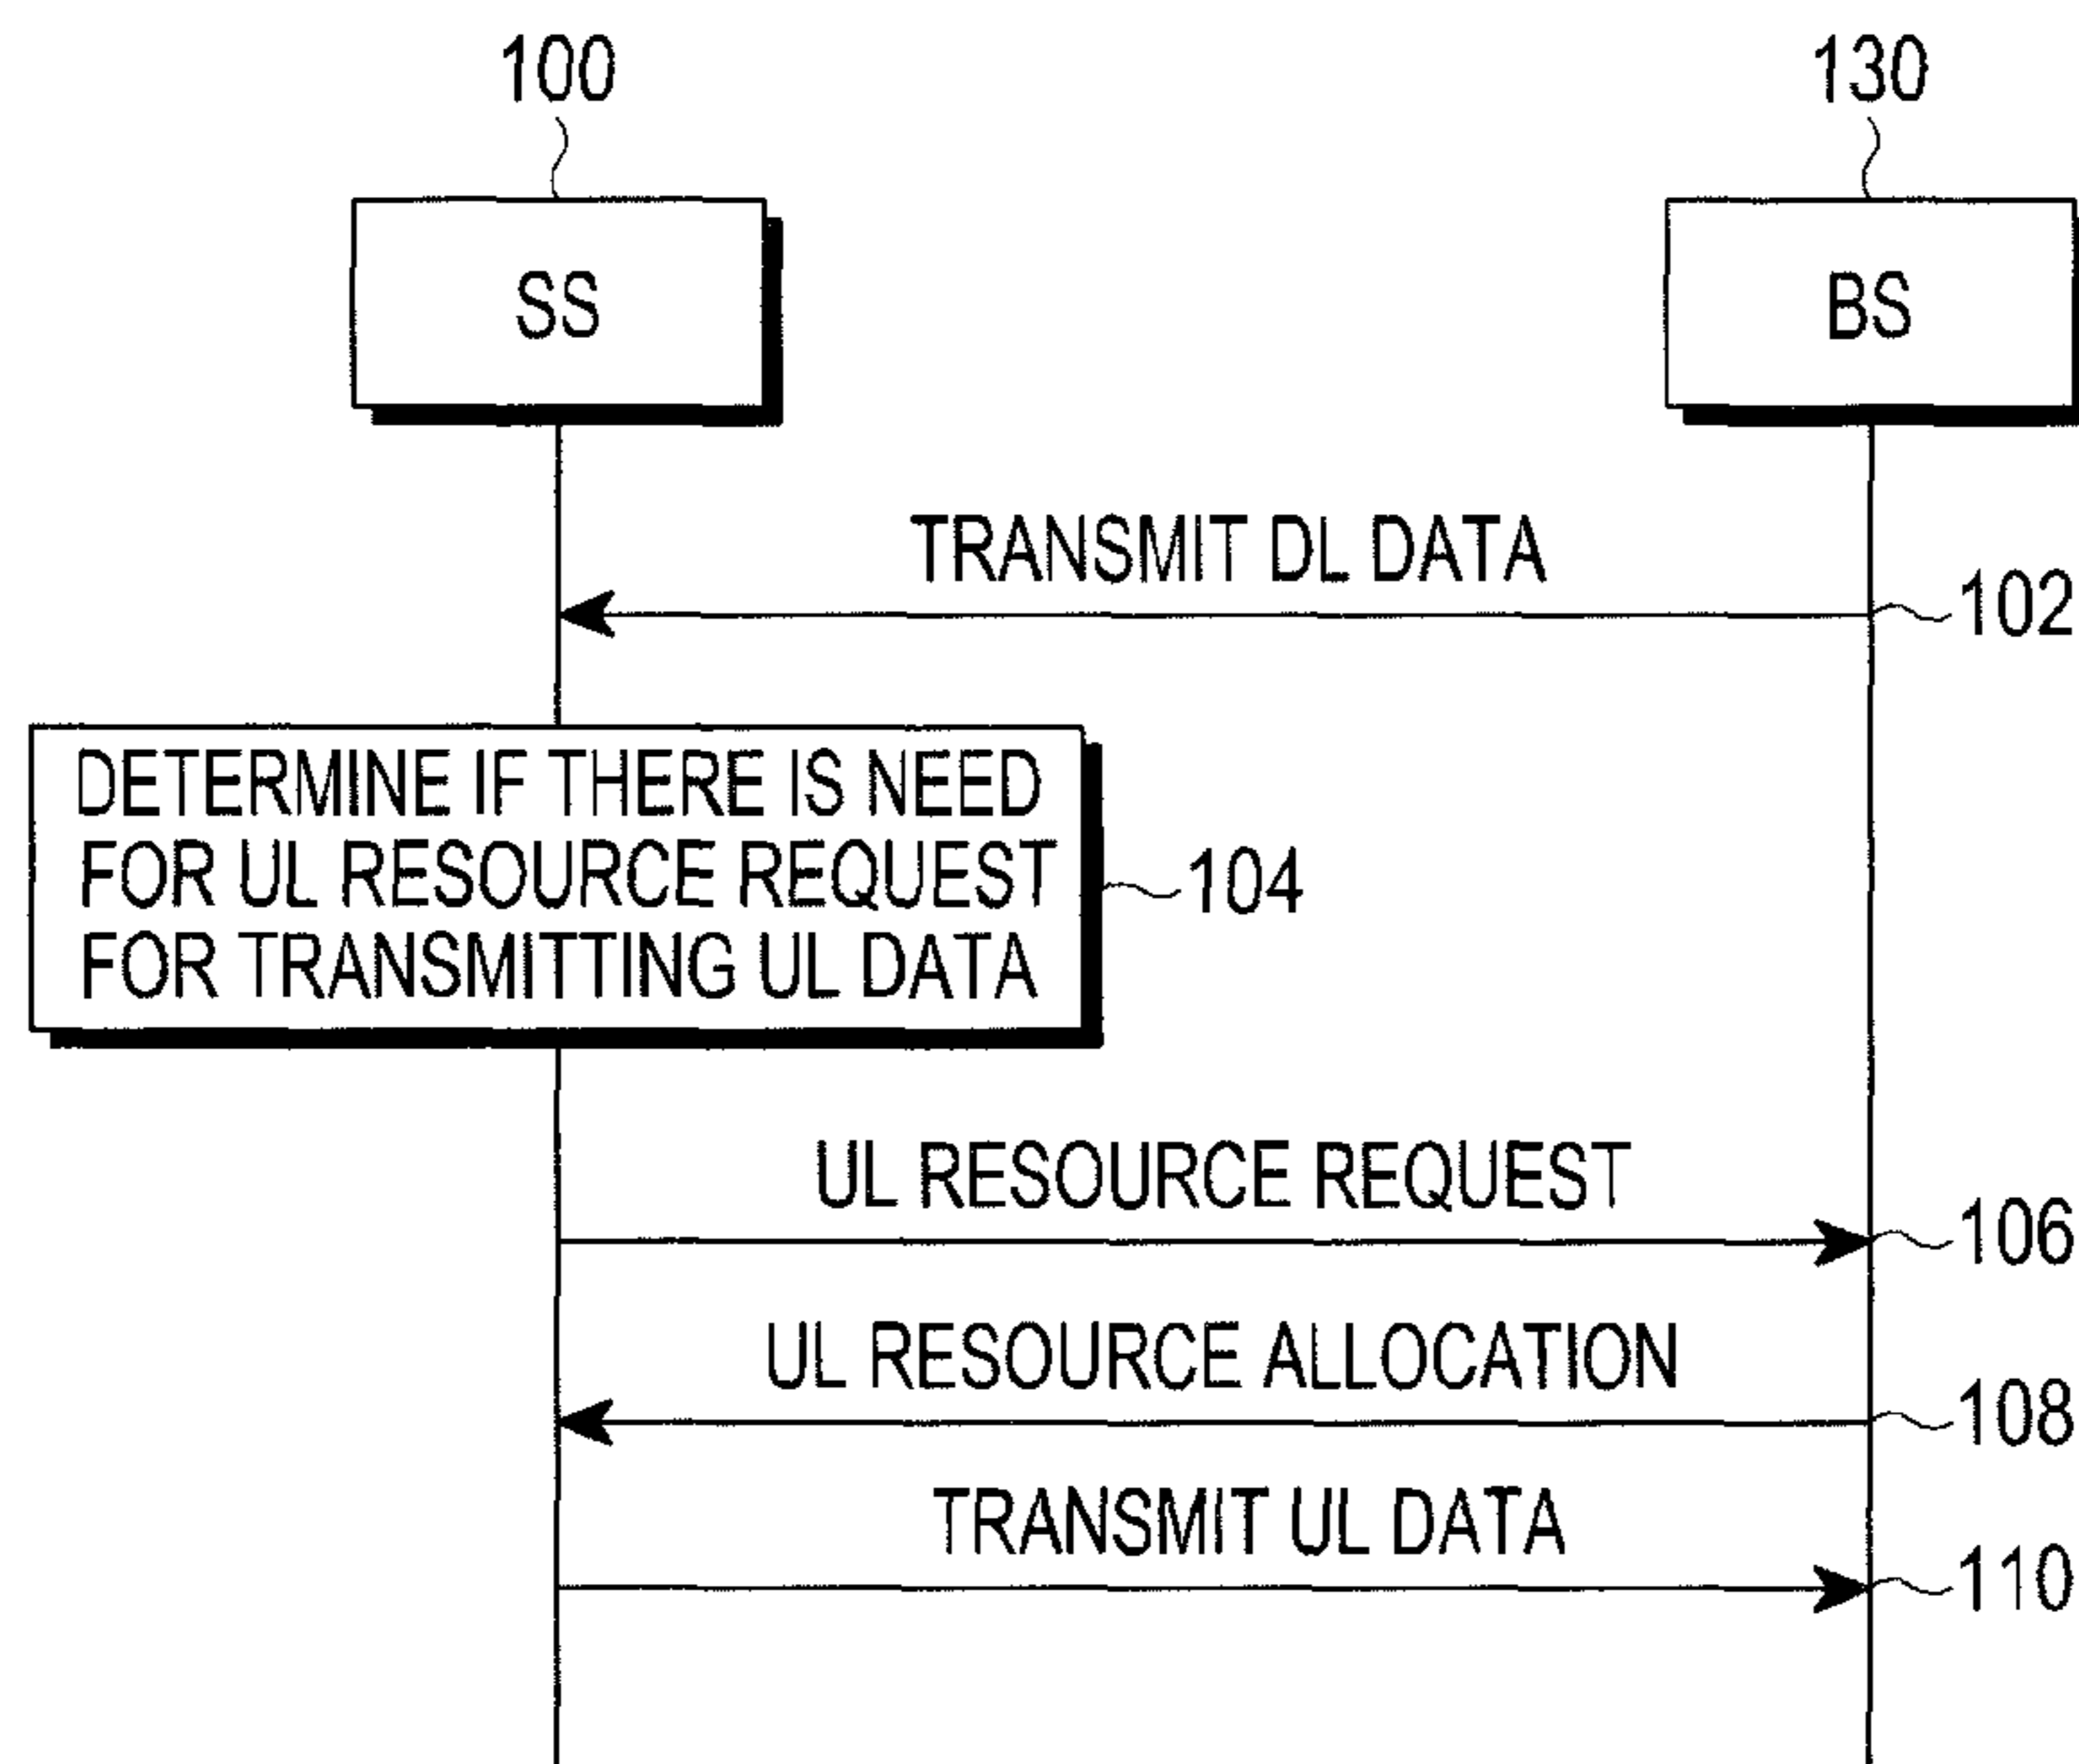 100
130
SS
BS
TRANSMIT DL DATA
102
DETERMINE IF THERE IS NEED
FOR UL RESOURCE REQUEST
FOR TRANSMITTING UL DATA
104
UL RESOURCE REQUEST
106
UL RESOURCE ALLOCATION
108
TRANSMIT UL DATA
110